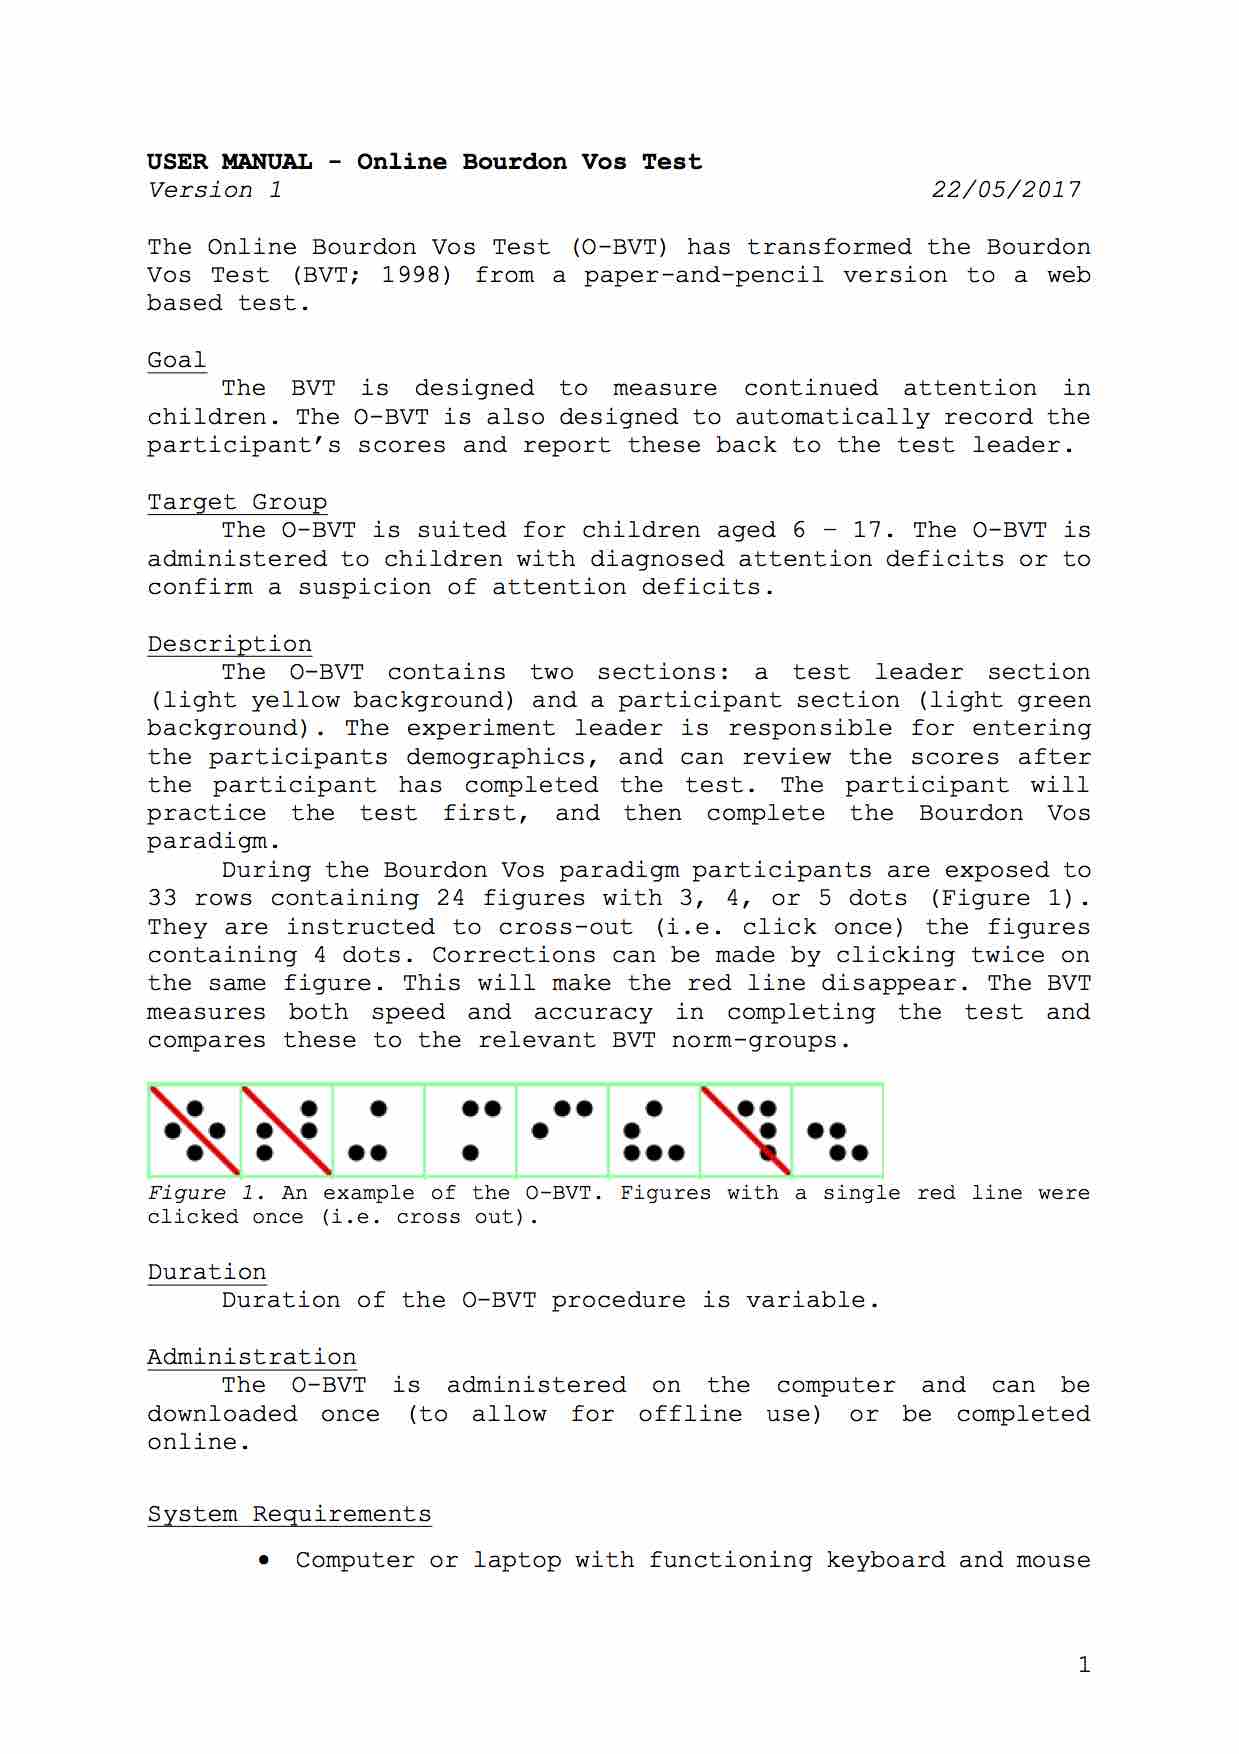 USER MANUAL - Online Bourdon Vos Test
Version 1 22/05/2017
The Online Bourdon Vos Test (O-BVT) has transformed the Bourdon
Vos Test (BVT; 1998) from a paper-and-pencil version to a web
based test.
Goal
The BVT is designed to measure continued attention in
children. The O-BVT is also designed to automatically record the
participant’s scores and report these back to the test leader.
Target Group
The O-BVT is suited for children aged 6 – 17. The O-BVT is
administered to children with diagnosed attention deficits or to
confirm a suspicion of attention deficits.
Description
The O-BVT contains two sections: a test leader section
(light yellow background) and a participant section (light green
background). The experiment leader is responsible for entering
the participants demographics, and can review the scores after
the participant has completed the test. The participant will
practice the test first, and then complete the Bourdon Vos
paradigm.
During the Bourdon Vos paradigm participants are exposed to
33 rows containing 24 figures with 3, 4, or 5 dots (Figure 1).
They are instructed to cross-out (i.e. click once) the figures
containing 4 dots. Corrections can be made by clicking twice on
the same figure. This will make the red line disappear. The BVT
measures both speed and accuracy in completing the test and
compares these to the relevant BVT norm-groups.
Figure 1. An example of the O-BVT. Figures with a single red line were
clicked once (i.e. cross out).
Duration
Duration of the O-BVT procedure is variable.
Administration
The O-BVT is administered on the computer and can be
downloaded once (to allow for offline use) or be completed
online.
System Requirements
• Computer or laptop with functioning keyboard and mouse
1